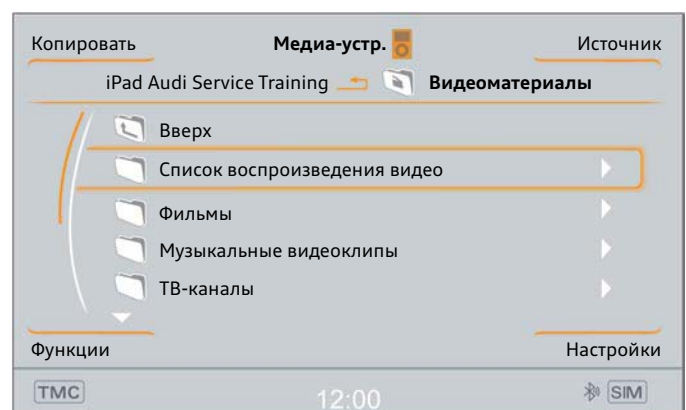 Копировать Медиа-устр. Источник
iPad Audi Service Training Видеоматериалы
Вверх
Список воспроизведения видео
Фильмы
Музыкальные видеоклипы
ТВ-каналы
Функции Настройки
TMC 12:00 SIM